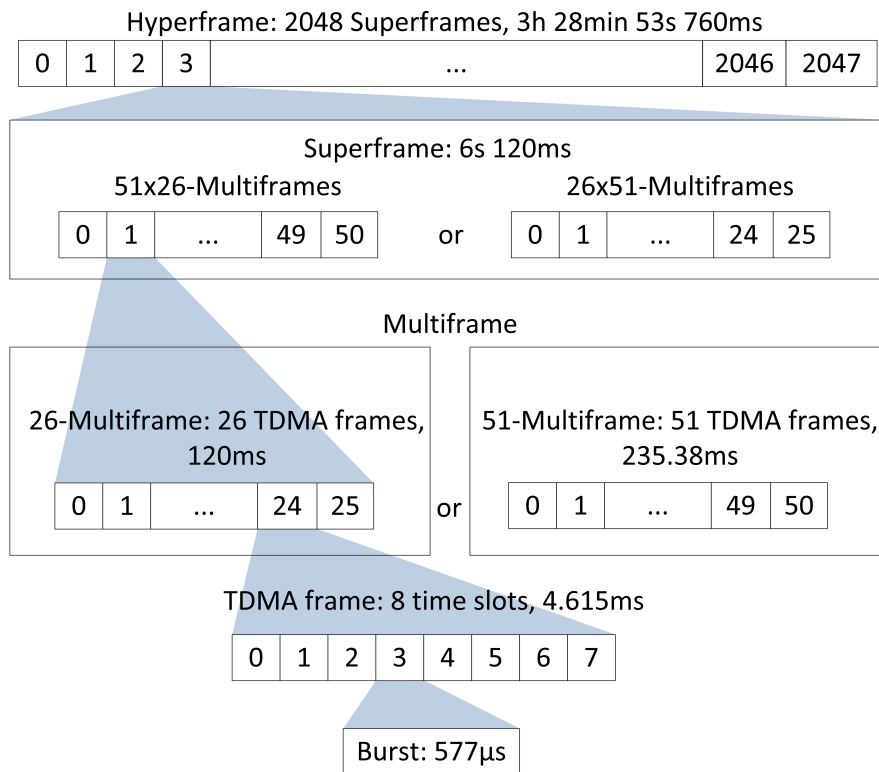 Hyperframe: 2048 Superframes, 3h 28min 53s 760ms
0 1 2 3 ... 2046 2047
Superframe: 6s 120ms
51x26-Multiframes 26x51-Multiframes
0 1 ... 49 50 or 0 1 ... 24 25
Multiframe
26-Multiframe: 26 TDMA frames,
120ms
0 1 ... 24 25
or
51-Multiframe: 51 TDMA frames,
235.38ms
0 1 ... 49 50
TDMA frame: 8 time slots, 4.615ms
0 1 2 3 4 5 6 7
Burst: 577µs